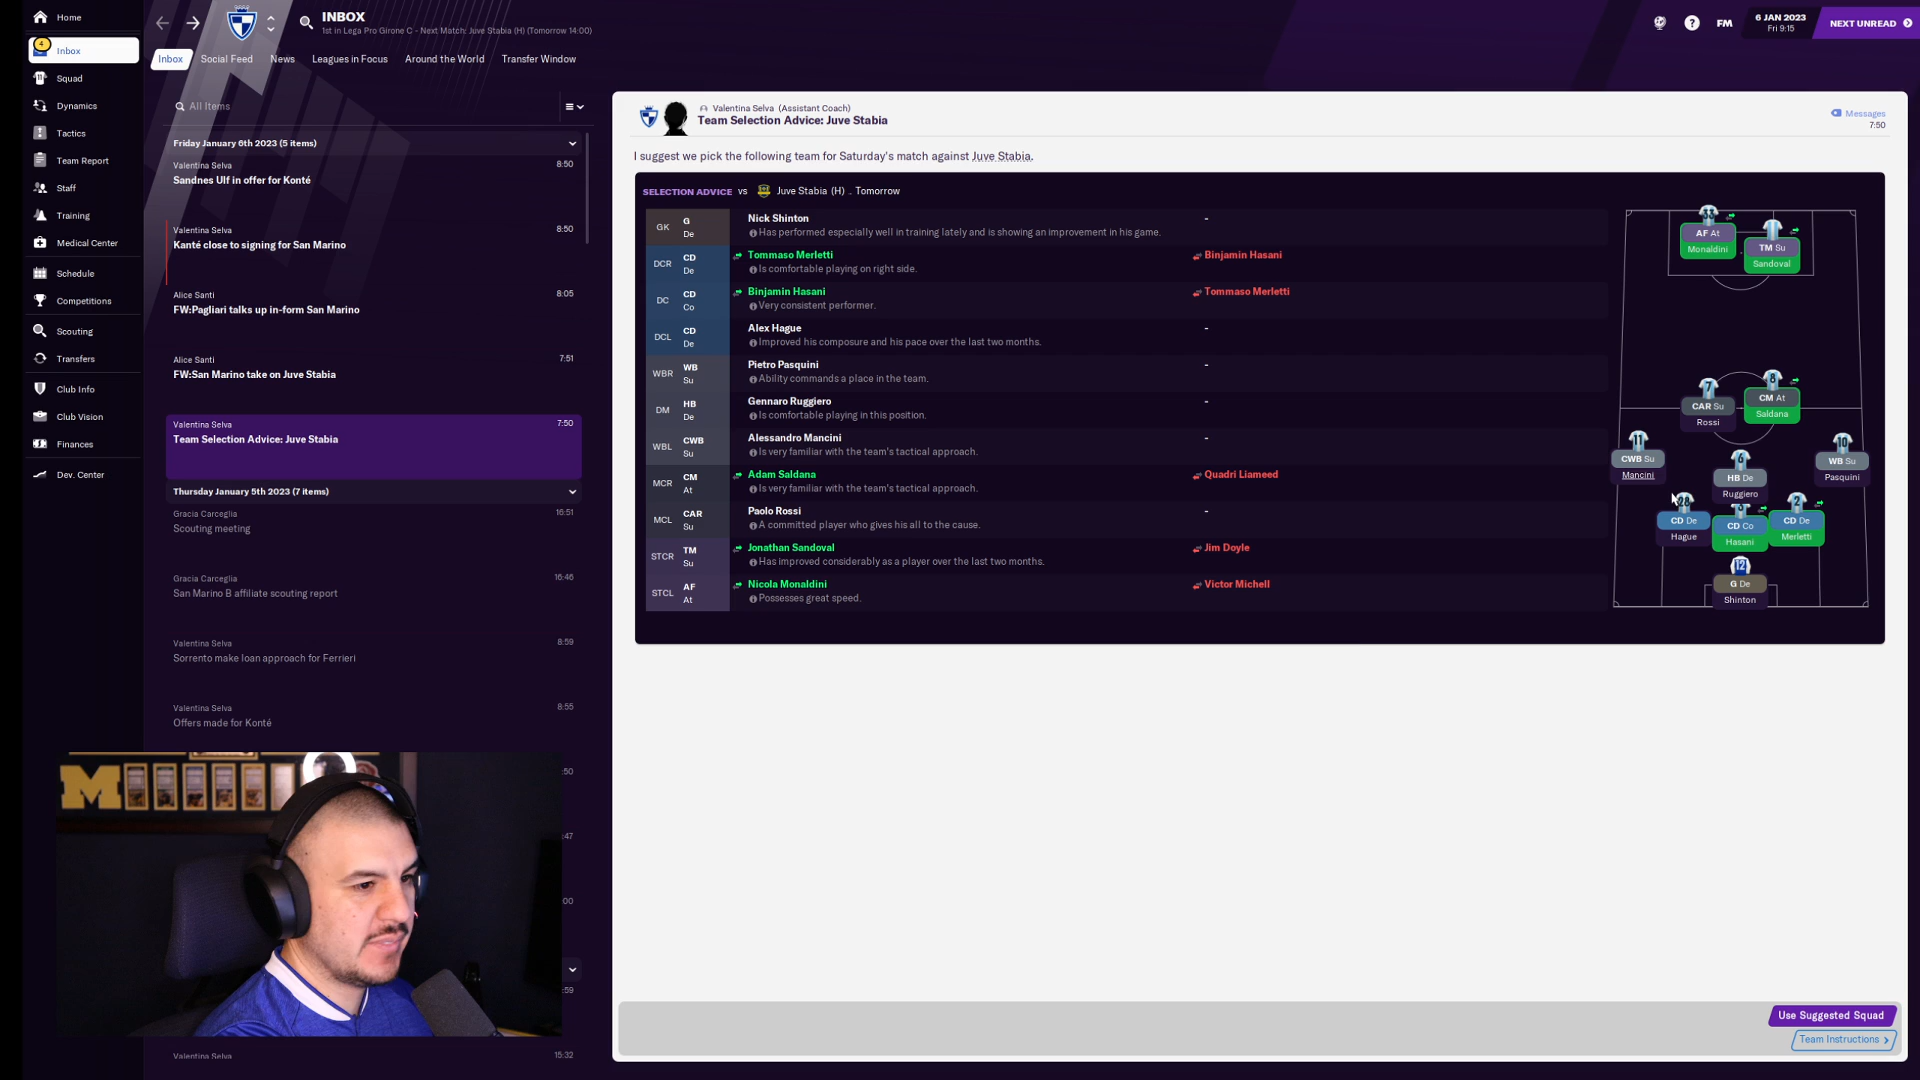 Home
Inbox
4
Squad
Dynamics
Tactics
Team Report
Staff
Training
Medical Center
Schedule
Competitions
Scouting
Transfers
Club Info
Club Vision
Finances
Dev. Center
INBOX
1st in Lega Pro Girone C - Next Match: Juve Stabia (H) (Tomorrow 14:00)
FM
6 JAN 2023
Fri 9:15
NEXT UNREAD
Inbox
Social Feed
News
Leagues in Focus
Around the World
Transfer Window
All Items
Friday January 6th 2023 (5 items)
Valentina Selva 8:50
Sandnes Ulf in offer for Konté
Valentina Selva 8:50
Kanté close to signing for San Marino
Alice Santi 8:05
FW:Pagliari talks up in-form San Marino
Alice Santi 7:51
FW:San Marino take on Juve Stabia
Valentina Selva 7:50
Team Selection Advice: Juve Stabia
Thursday January 5th 2023 (7 items)
Gracia Carceglia 16:51
Scouting meeting
Gracia Carceglia 16:46
San Marino B affiliate scouting report
Valentina Selva 8:59
Sorrento make loan approach for Ferrieri
Valentina Selva 8:55
Offers made for Konté
:50
:47
:00
:59
Valentina Selva 15:32
M
Valentina Selva (Assistant Coach)
Team Selection Advice: Juve Stabia
Messages
7:50
I suggest we pick the following team for Saturday's match against Juve Stabia.
SELECTION ADVICE vs Juve Stabia (H) . Tomorrow
GK G De Nick Shinton -
Has performed especially well in training lately and is showing an improvement in his game.
DCR CD De Tommaso Merletti Binjamin Hasani
Is comfortable playing on right side.
DC CD Co Binjamin Hasani Tommaso Merletti
Very consistent performer.
DCL CD De Alex Hague -
Improved his composure and his pace over the last two months.
WBR WB Su Pietro Pasquini -
Ability commands a place in the team.
DM HB De Gennaro Ruggiero -
Is comfortable playing in this position.
WBL CWB Su Alessandro Mancini -
Is very familiar with the team's tactical approach.
MCR CM At Adam Saldana Quadri Liameed
Is very familiar with the team's tactical approach.
MCL CAR Su Paolo Rossi -
A committed player who gives his all to the cause.
STCR TM Su Jonathan Sandoval Jim Doyle
Has improved considerably as a player over the last two months.
STCL AF At Nicola Monaldini Victor Michell
Possesses great speed.
AF At
Monaldini
TM Su
Sandoval
7
CAR Su
Rossi
8
CM At
Saldana
11
CWB Su
Mancini
10
WB Su
Pasquini
6
HB De
Ruggiero
28
CD De
Hague
CD Co
Hasani
2
CD De
Merletti
12
G De
Shinton
Use Suggested Squad
Team Instructions